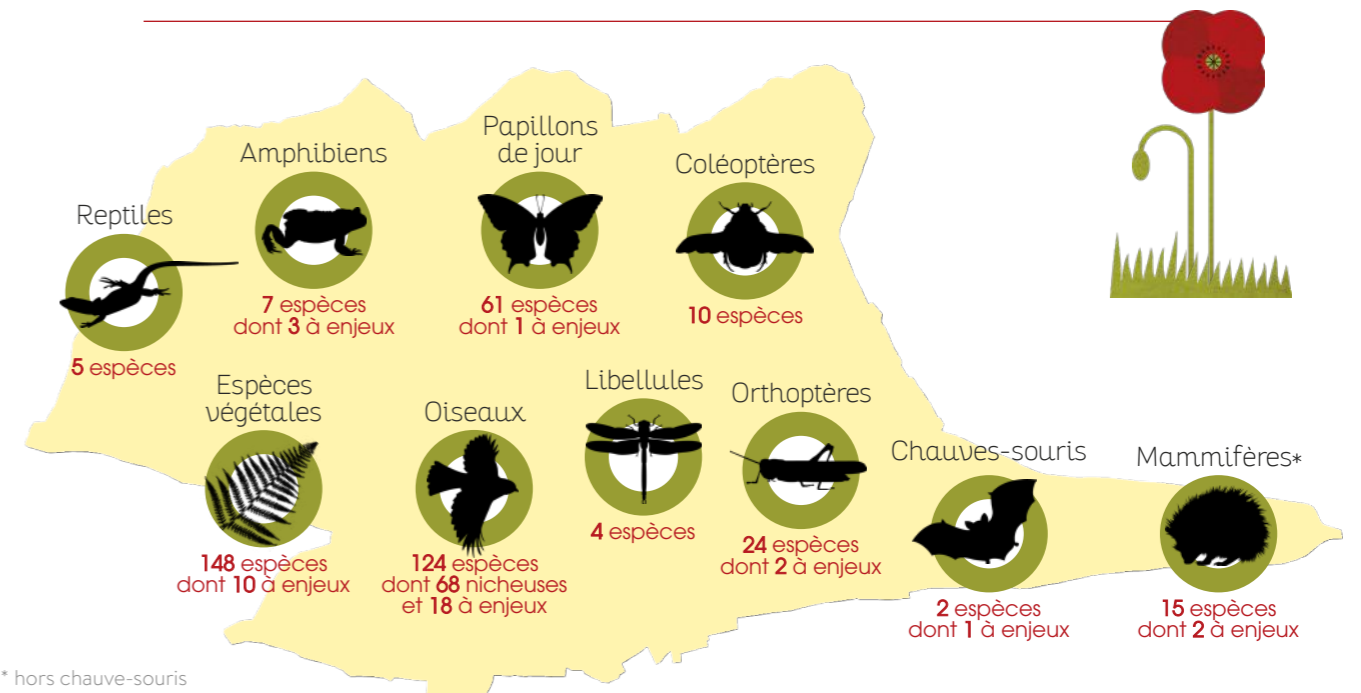 Reptiles
5 espèces
Amphibiens
7 espèces
dont 3 à enjeux
Papillons
de jour
61 espèces
dont 1 à enjeux
Coléoptères
10 espèces
Espèces
végétales
148 espèces
dont 10 à enjeux
Oiseaux
124 espèces
dont 68 nicheuses
et 18 à enjeux
Libellules
4 espèces
Orthoptères
24 espèces
dont 2 à enjeux
Chauves-souris
2 espèces
dont 1 à enjeux
Mammifères*
15 espèces
dont 2 à enjeux
* hors chauve-souris